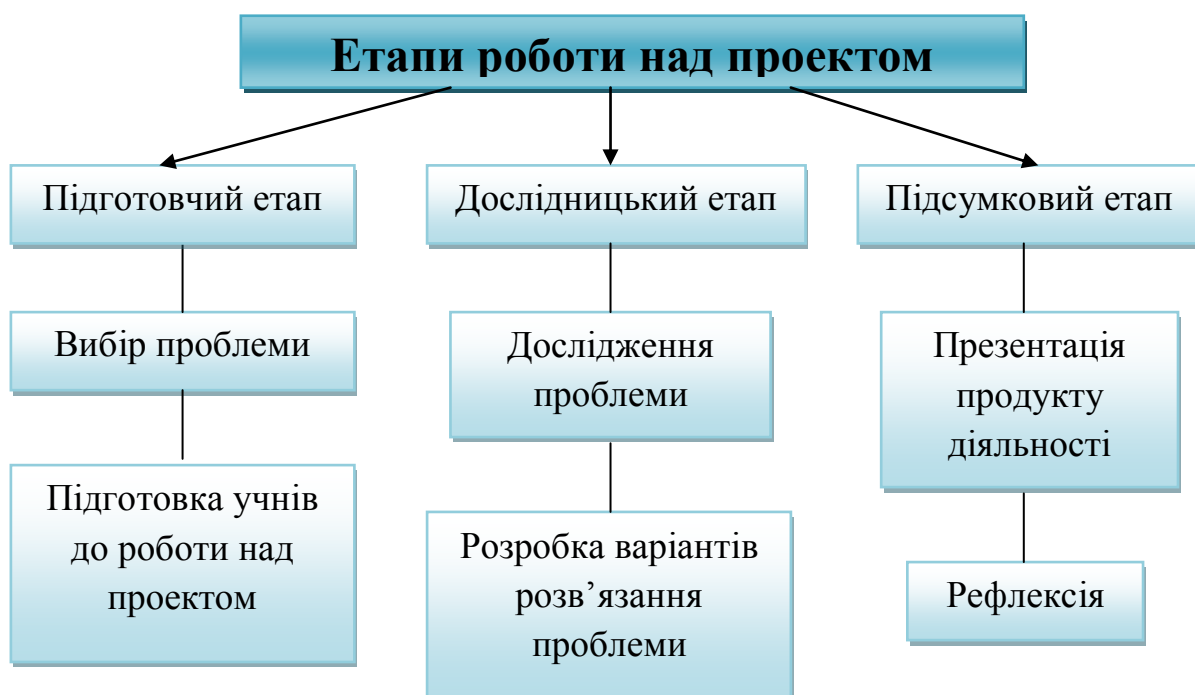 Етапи роботи над проектом
Підготовчий етап
Дослідницький етап
Підсумковий етап
Вибір проблеми
Дослідження
проблеми
Презентація
продукту
діяльності
Підготовка учнів
до роботи над
проектом
Розробка варіантів
розв’язання
проблеми
Рефлексія